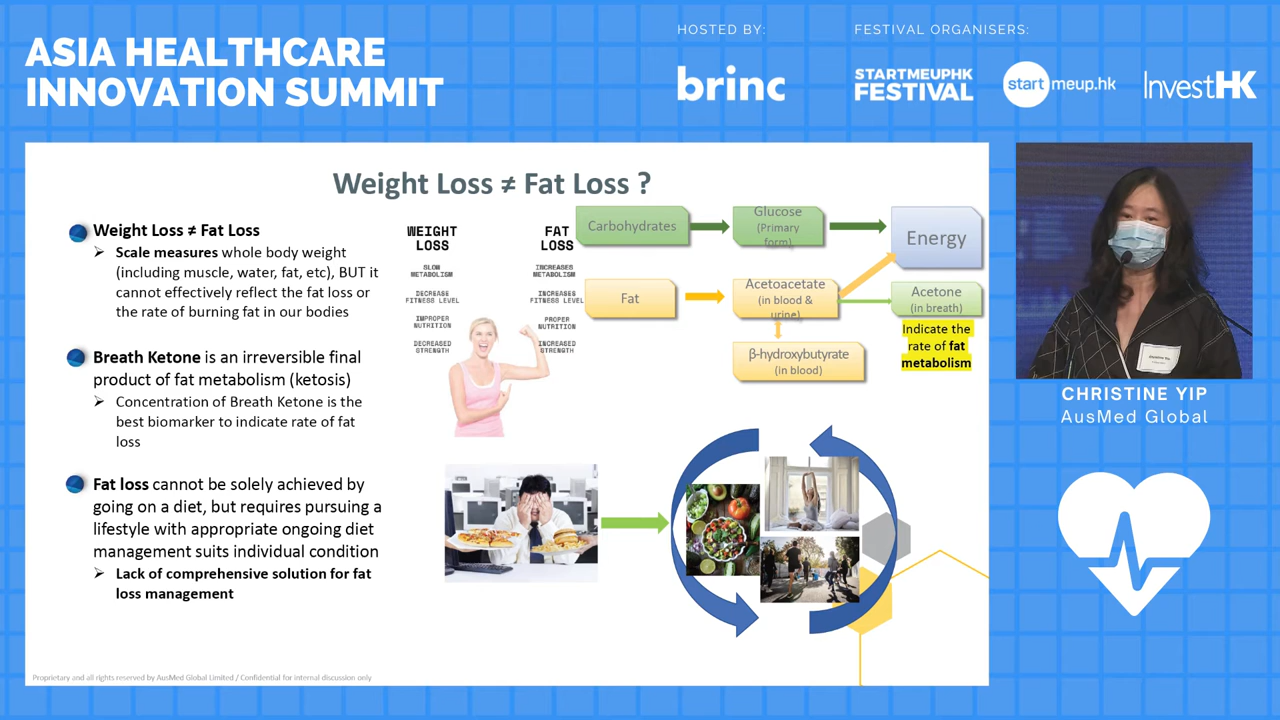 ASIA HEALTHCARE
INNOVATION SUMMIT
HOSTED BY:
brinc
FESTIVAL ORGANISERS:
STARTMEUPHK
FESTIVAL
startmeup.hk
InvestHK
Weight Loss ≠ Fat Loss ?
Weight Loss ≠ Fat Loss
Scale measures whole body weight
(including muscle, water, fat, etc), BUT it
cannot effectively reflect the fat loss or
the rate of burning fat in our bodies
Breath Ketone is an irreversible final
product of fat metabolism (ketosis)
Concentration of Breath Ketone is the
best biomarker to indicate rate of fat
loss
Fat loss cannot be solely achieved by
going on a diet, but requires pursuing a
lifestyle with appropriate ongoing diet
management suits individual condition
Lack of comprehensive solution for fat
loss management
WEIGHT
LOSS
SLOW
METABOLISM
DECREASE
FITNESS LEVEL
IMPROPER
NUTRITION
DECREASED
STRENGTH
FAT
LOSS
INCREASES
METABOLISM
INCREASES
FITNESS LEVEL
PROPER
NUTRITION
INCREASED
STRENGTH
Carbohydrates
Glucose
(Primary
form)
Energy
Fat
Acetoacetate
(in blood &
urine)
Acetone
(in breath)
Indicate the
rate of fat
metabolism
β-hydroxybutyrate
(in blood)
Proprietary and all rights reserved by AusMed Global Limited / Confidential for internal discussion only
CHRISTINE YIP
AusMed Global